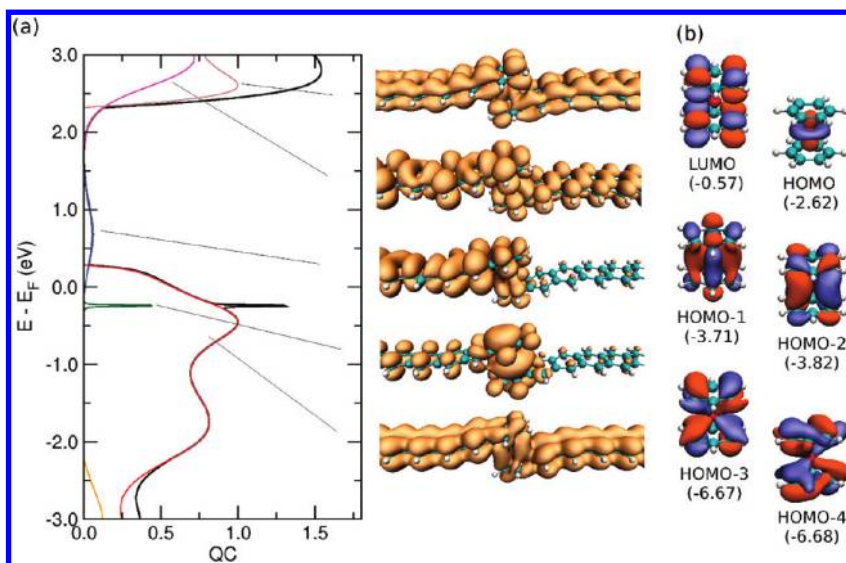 (a)
3.0
2.0
1.0
0.0
-1.0
-2.0
-3.0
E - E_F (eV)
0.0
0.5
1.0
1.5
QC
(b)
LUMO
(-0.57)
HOMO
(-2.62)
HOMO-1
(-3.71)
HOMO-2
(-3.82)
HOMO-3
(-6.67)
HOMO-4
(-6.68)